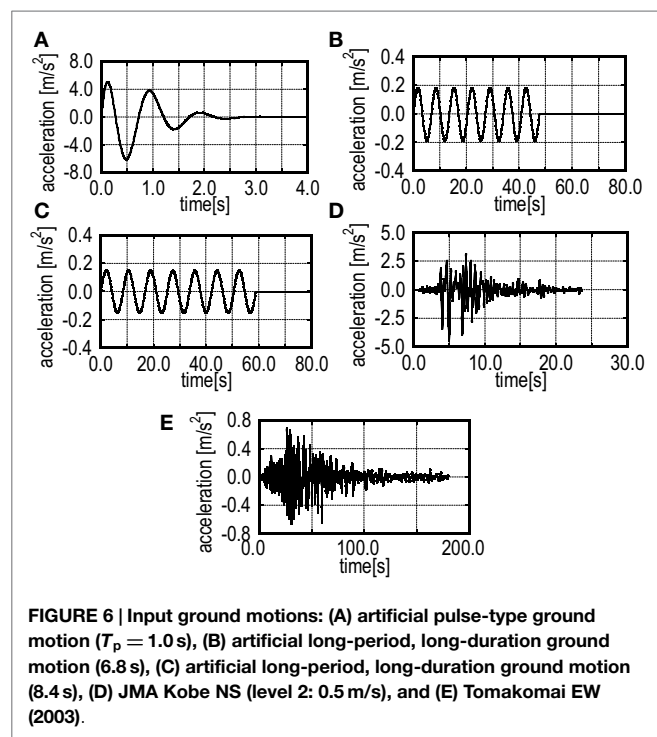 A
acceleration [m/s²]
8.0
4.0
0.0
-4.0
-8.0
0.0 1.0 2.0 3.0 4.0
time[s]
B
acceleration [m/s²]
0.4
0.2
0.0
-0.2
-0.4
0.0 20.0 40.0 60.0 80.0
time[s]
C
acceleration [m/s²]
0.4
0.2
0.0
-0.2
-0.4
0.0 20.0 40.0 60.0 80.0
time[s]
D
acceleration [m/s²]
5.0
2.5
0.0
-2.5
-5.0
0.0 10.0 20.0 30.0
time[s]
E
acceleration [m/s²]
0.8
0.4
0.0
-0.4
-0.8
0.0 100.0 200.0
time[s]
FIGURE 6 | Input ground motions: (A) artificial pulse-type ground
motion (Tp = 1.0 s), (B) artificial long-period, long-duration ground
motion (6.8 s), (C) artificial long-period, long-duration ground motion
(8.4 s), (D) JMA Kobe NS (level 2: 0.5 m/s), and (E) Tomakomai EW
(2003).